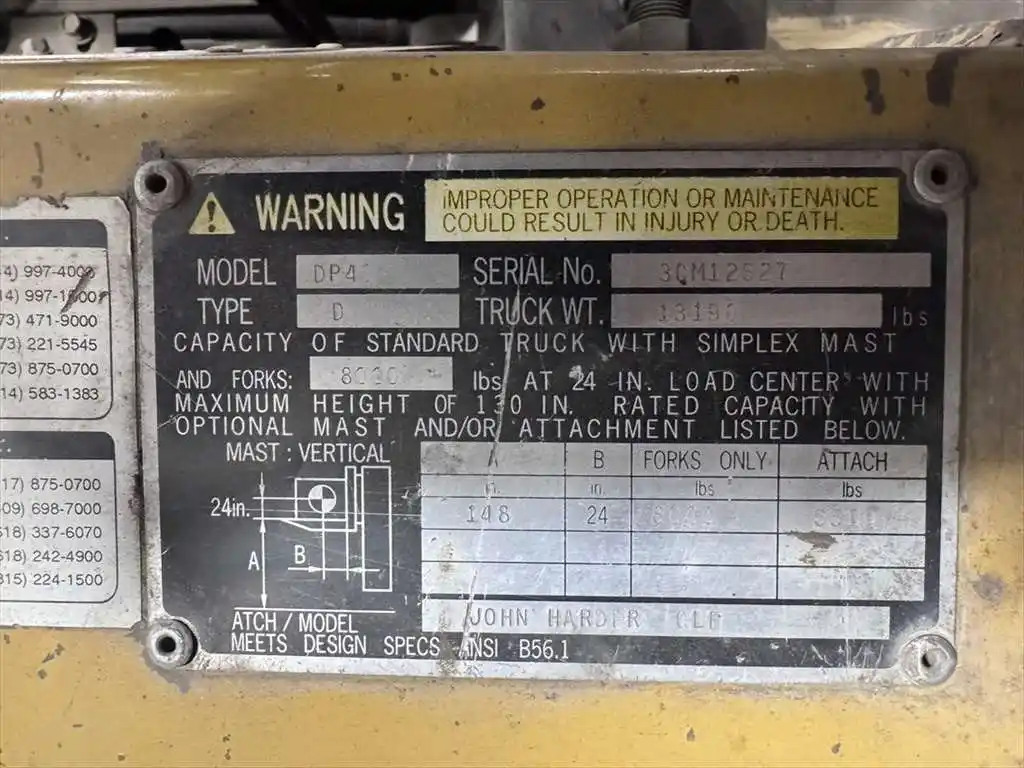 WARNING
IMPROPER OPERATION OR MAINTENANCE
COULD RESULT IN INJURY OR DEATH.
MODEL SERIAL No.
TYPE D TRUCK WT. lbs
CAPACITY OF STANDARD TRUCK WITH SIMPLEX MAST
AND FORKS: lbs AT 24 IN. LOAD CENTER WITH
MAXIMUM HEIGHT OF 130 IN. RATED CAPACITY WITH
OPTIONAL MAST AND/OR ATTACHMENT LISTED BELOW.
MAST : VERTICAL
A B FORKS ONLY ATTACH
in. in. lbs lbs
148 24
24in.
B
A
ATCH / MODEL JOHN
MEETS DESIGN SPECS ANSI B56.1
997-4000
73) 471-9000
73) 221-5545
73) 875-0700
14) 583-1383
17) 875-0700
09) 698-7000
18) 337-6070
18) 242-4900
815) 224-1500